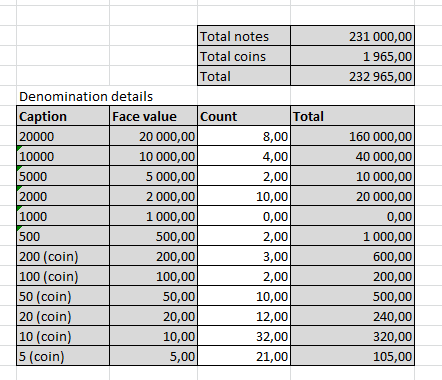 Total notes 231 000,00
Total coins 1 965,00
Total 232 965,00
Denomination details
Caption Face value Count Total
20000 20 000,00 8,00 160 000,00
10000 10 000,00 4,00 40 000,00
5000 5 000,00 2,00 10 000,00
2000 2 000,00 10,00 20 000,00
1000 1 000,00 0,00 0,00
500 500,00 2,00 1 000,00
200 (coin) 200,00 3,00 600,00
100 (coin) 100,00 2,00 200,00
50 (coin) 50,00 10,00 500,00
20 (coin) 20,00 12,00 240,00
10 (coin) 10,00 32,00 320,00
5 (coin) 5,00 21,00 105,00